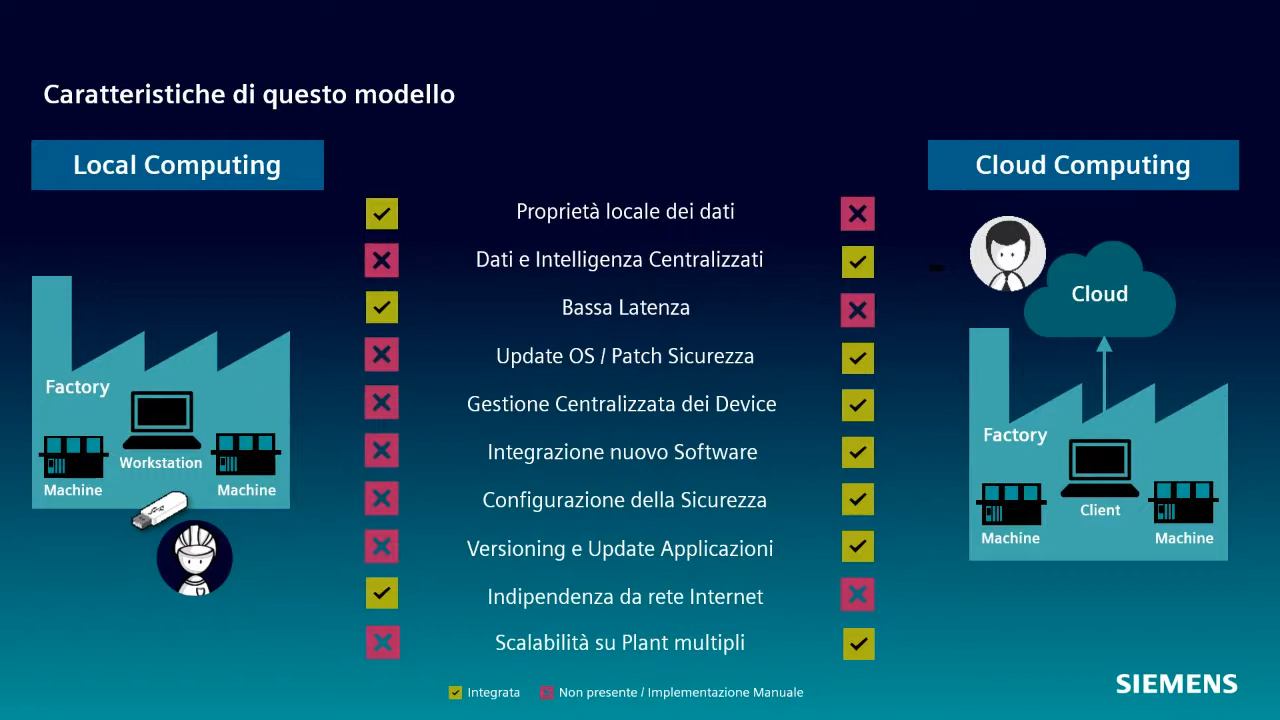 Caratteristiche di questo modello
Local Computing
Cloud Computing
Proprietà locale dei dati
Dati e Intelligenza Centralizzati
Bassa Latenza
Update OS / Patch Sicurezza
Gestione Centralizzata dei Device
Integrazione nuovo Software
Configurazione della Sicurezza
Versioning e Update Applicazioni
Indipendenza da rete Internet
Scalabilità su Plant multipli
Factory
Workstation
Machine
Machine
Cloud
Factory
Client
Machine
Machine
Integrata
Non presente / Implementazione Manuale
SIEMENS